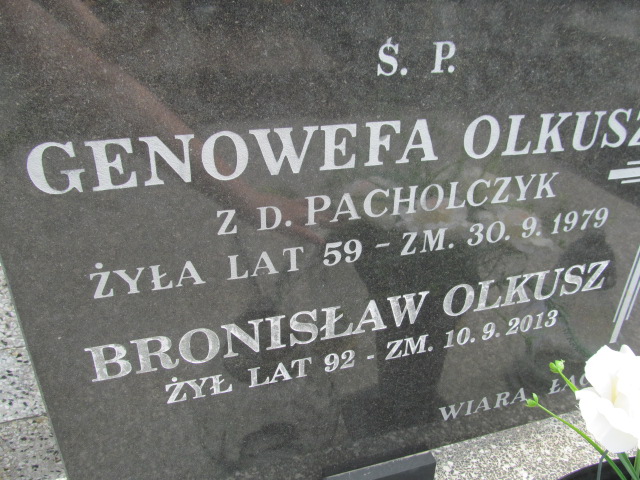 Ś. P.
GENOWEFA OLKUSZ
Z D. PACHOLCZYK
ŻYŁA LAT 59 - ZM. 30. 9. 1979
BRONISŁAW OLKUSZ
ŻYŁ LAT 92 - ZM. 10. 9. 2013
WIARA,